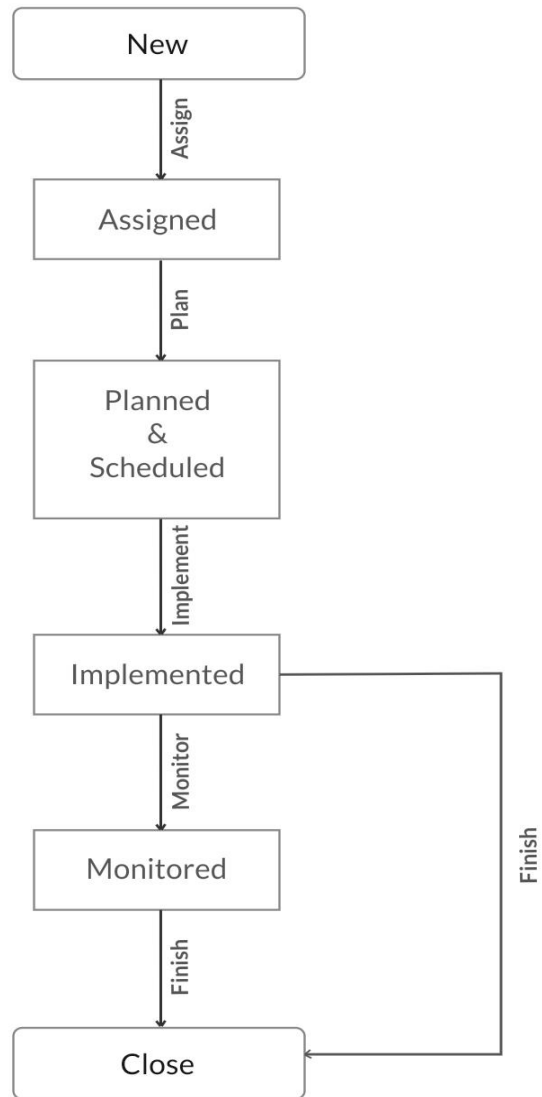 New
Assign
Assigned
Plan
Planned
&
Scheduled
Implement
Implemented
Monitor
Monitored
Finish
Finish
Close